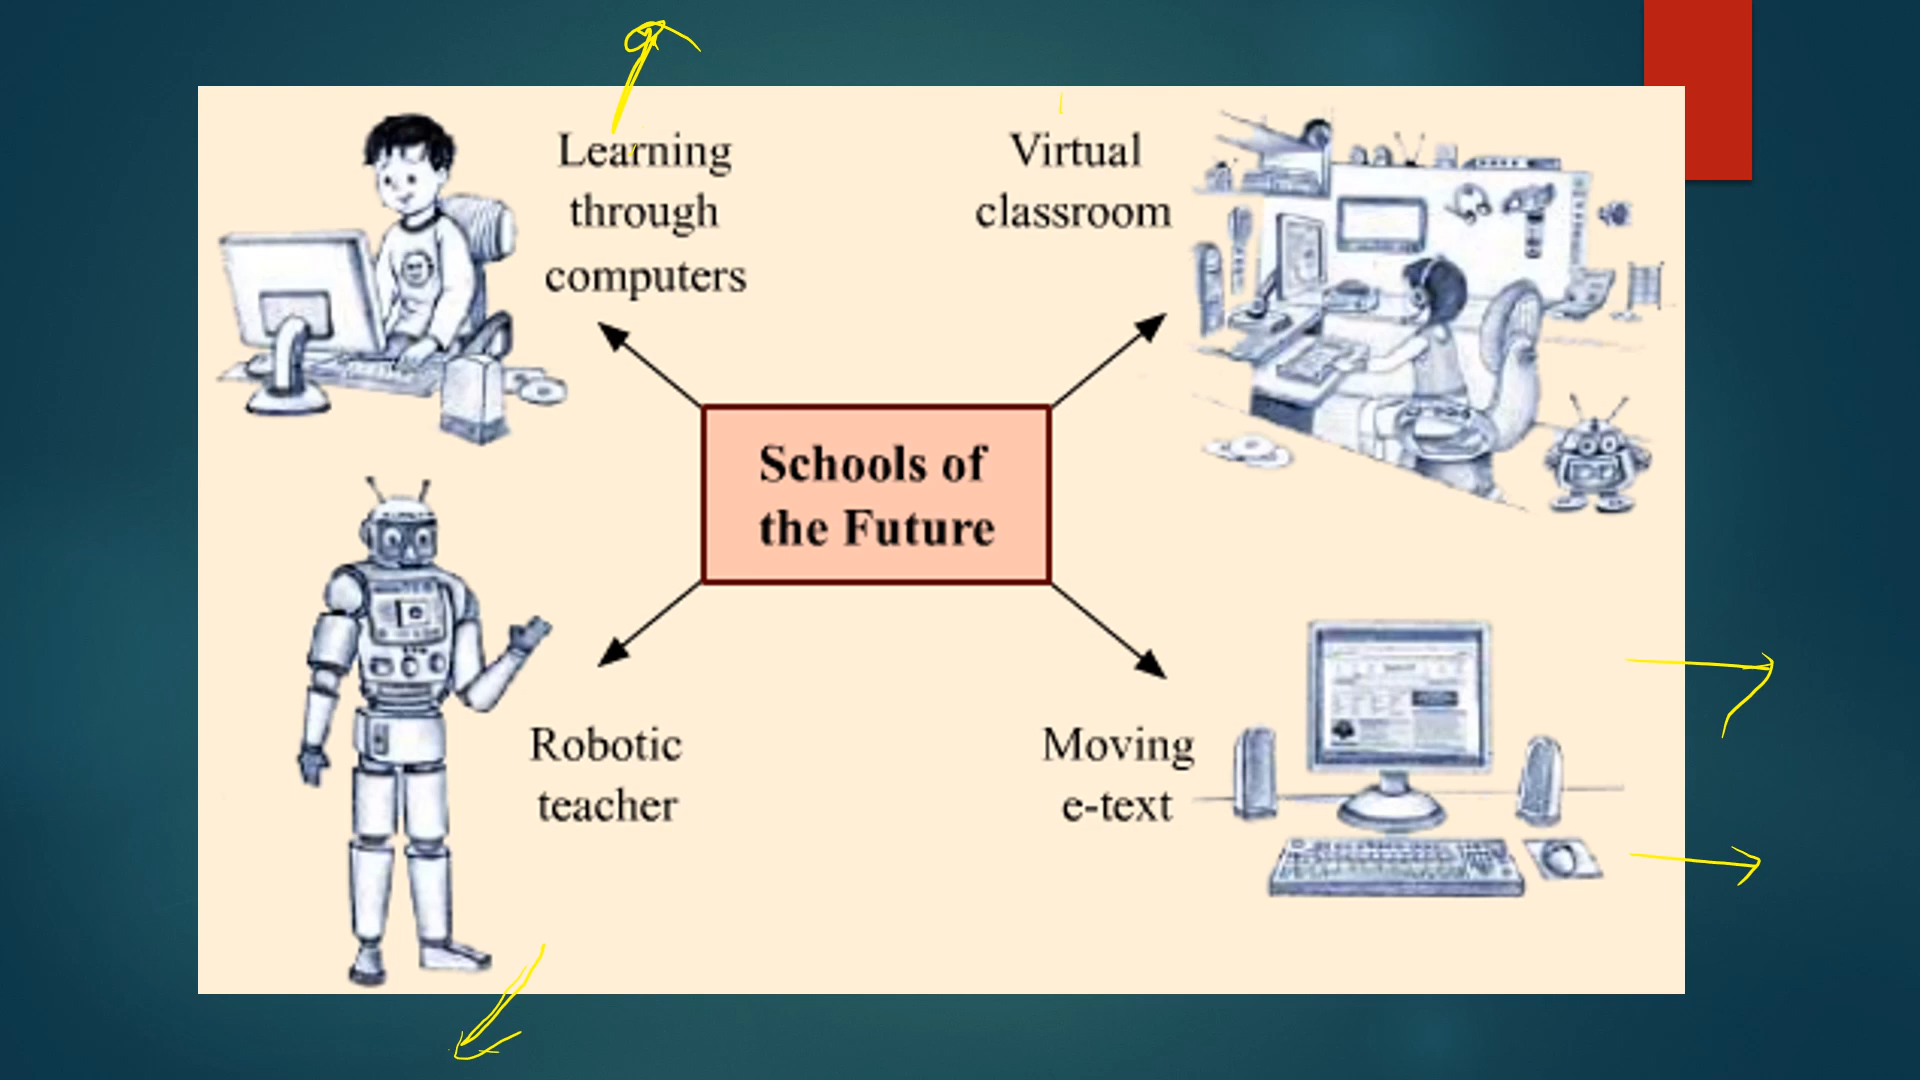 Learning
through
computers
Virtual
classroom
Schools of
the Future
Robotic
teacher
Moving
e-text